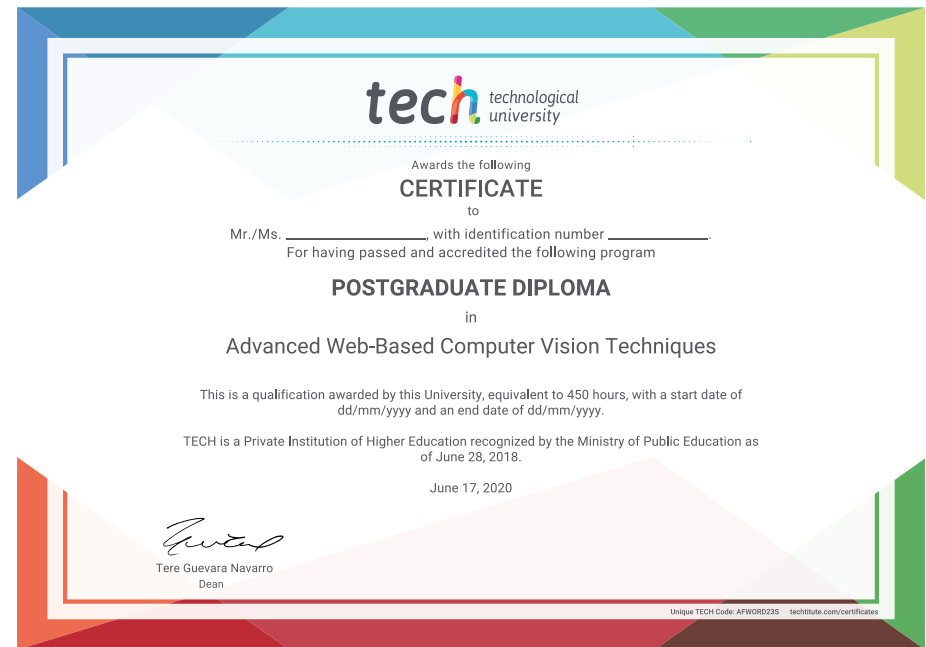 tech technological
university
Awards the following
CERTIFICATE
to
Mr./Ms. ____________________, with identification number ______________.
For having passed and accredited the following program
POSTGRADUATE DIPLOMA
in
Advanced Web-Based Computer Vision Techniques
This is a qualification awarded by this University, equivalent to 450 hours, with a start date of
dd/mm/yyyy and an end date of dd/mm/yyyy.
TECH is a Private Institution of Higher Education recognized by the Ministry of Public Education as
of June 28, 2018.
June 17, 2020
Tere Guevara Navarro
Dean
Unique TECH Code: AFWORD23S techtitute.com/certificates